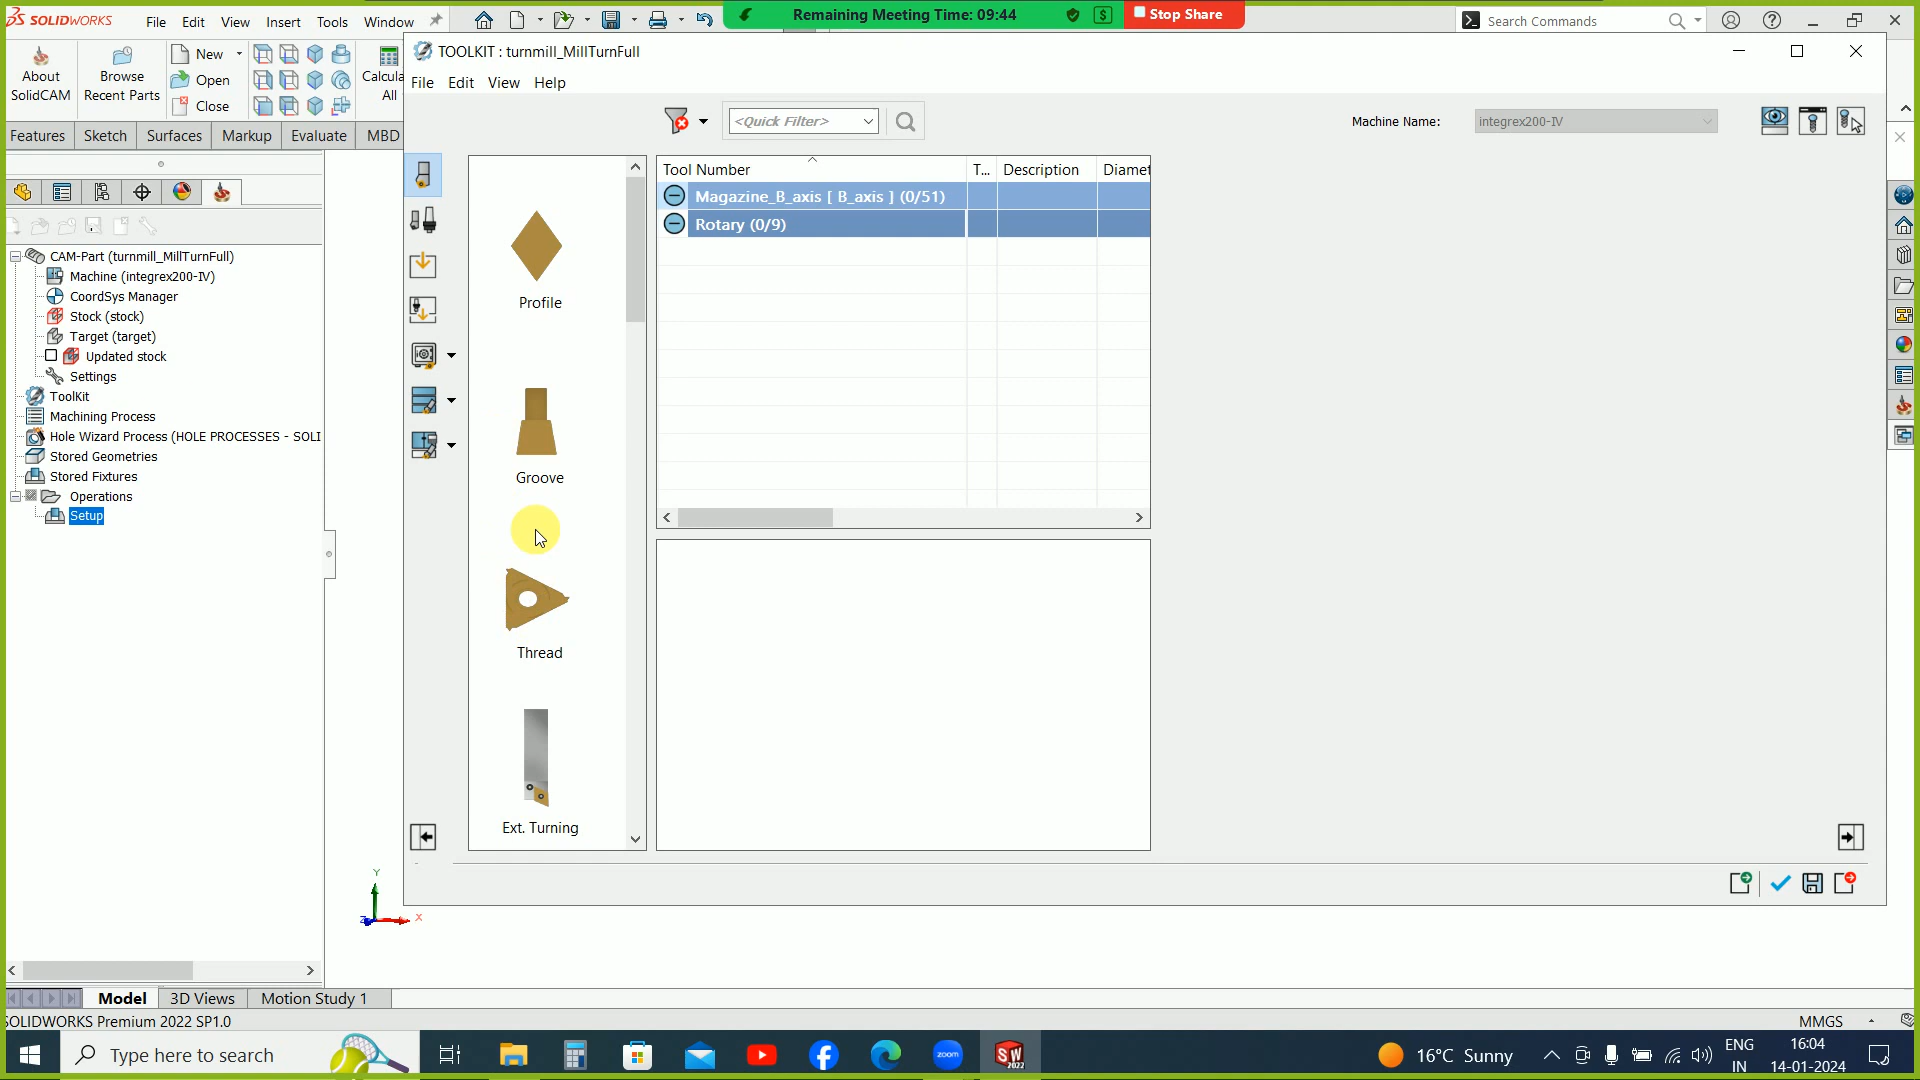 SOLIDWORKS
File Edit View Insert Tools Window
Remaining Meeting Time: 09:44
Stop Share
Search Commands
About SolidCAM
Browse Recent Parts
New
Open
Close
Calcula
All
TOOLKIT : turnmill_MillTurnFull
File Edit View Help
<Quick Filter>
Machine Name:
integrex200-IV
Features Sketch Surfaces Markup Evaluate MBD
Tool Number T... Description Diamet
Magazine_B_axis [ B_axis ] (0/51)
Rotary (0/9)
CAM-Part (turnmill_MillTurnFull)
Machine (integrex200-IV)
CoordSys Manager
Stock (stock)
Target (target)
Updated stock
Settings
ToolKit
Machining Process
Hole Wizard Process (HOLE PROCESSES - SOLI
Stored Geometries
Stored Fixtures
Operations
Setup
Profile
Groove
Thread
Ext. Turning
Y
X
Z
Model 3D Views Motion Study 1
SOLIDWORKS Premium 2022 SP1.0
MMGS
Type here to search
zoom
SW
2022
16°C Sunny
ENG
IN
16:04
14-01-2024